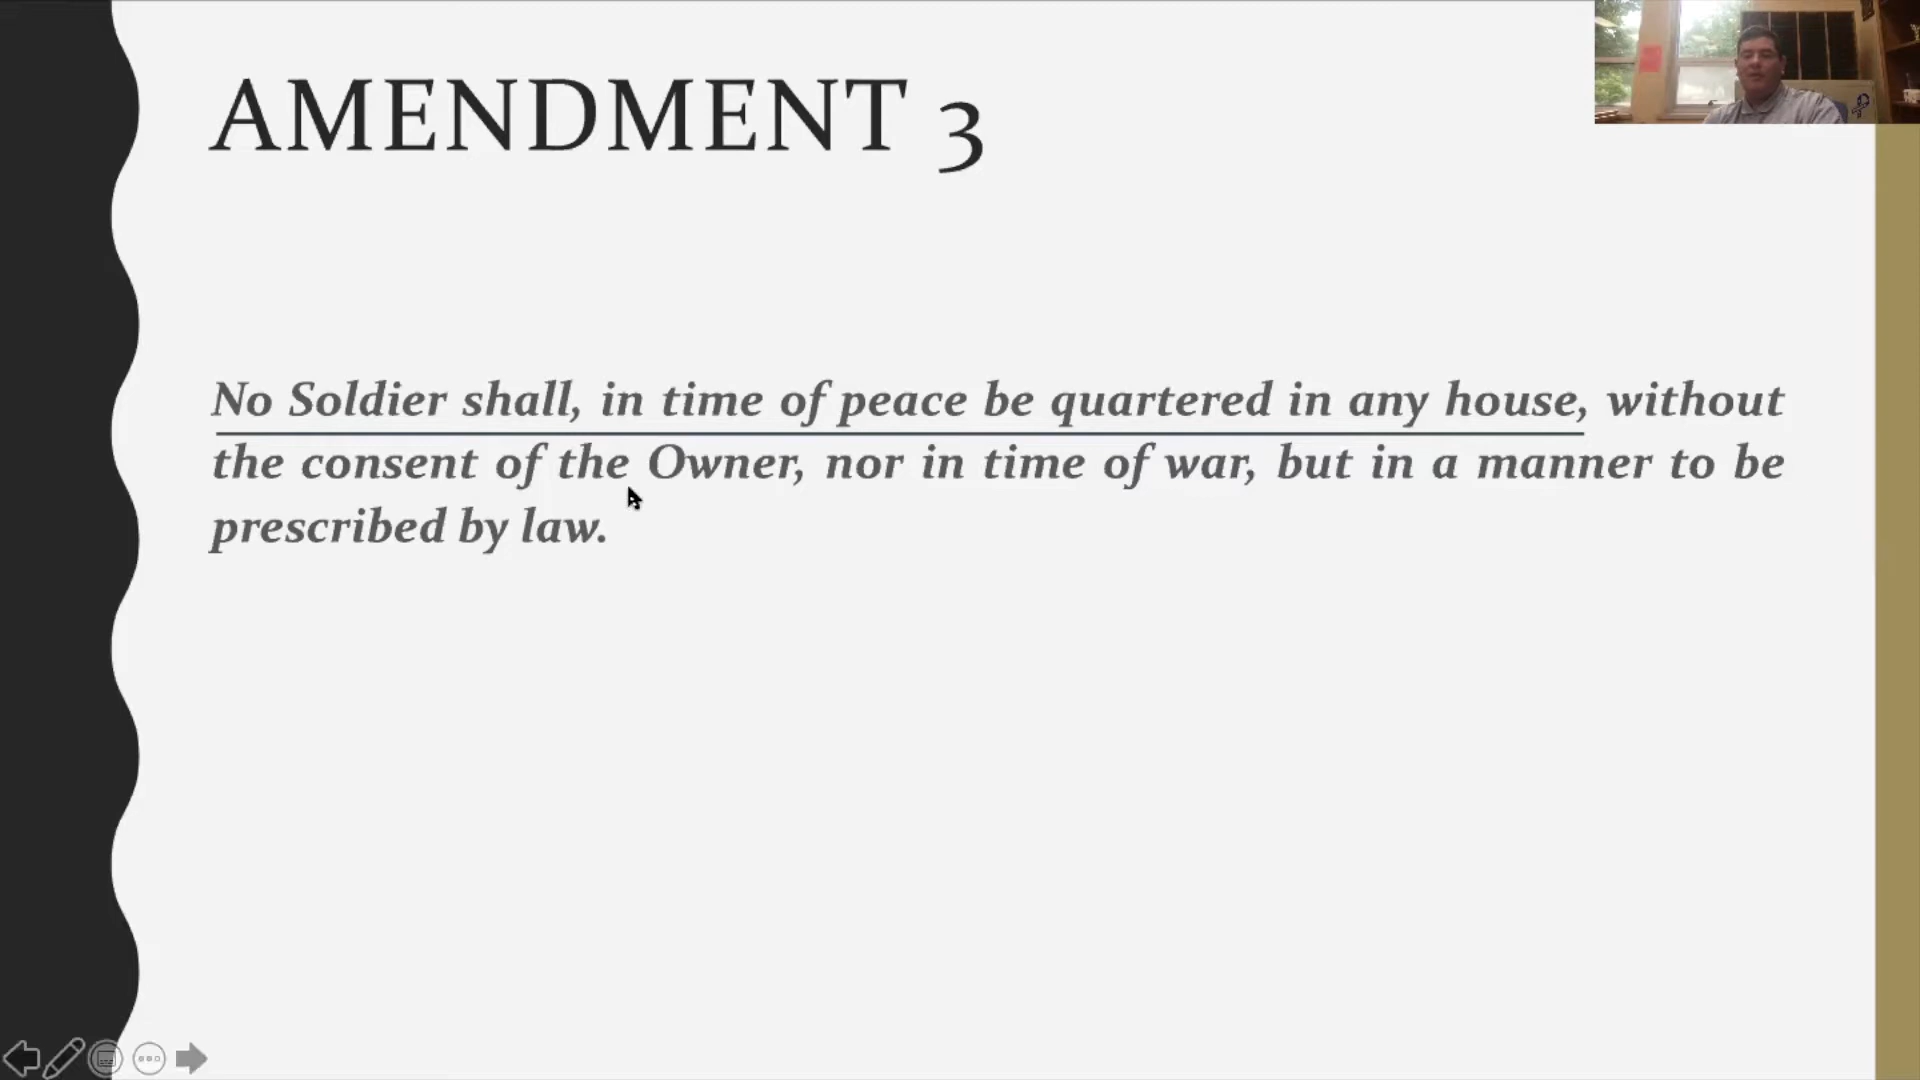 AMENDMENT 3
No Soldier shall, in time of peace be quartered in any house, without
the consent of the Owner, nor in time of war, but in a manner to be
prescribed by law.